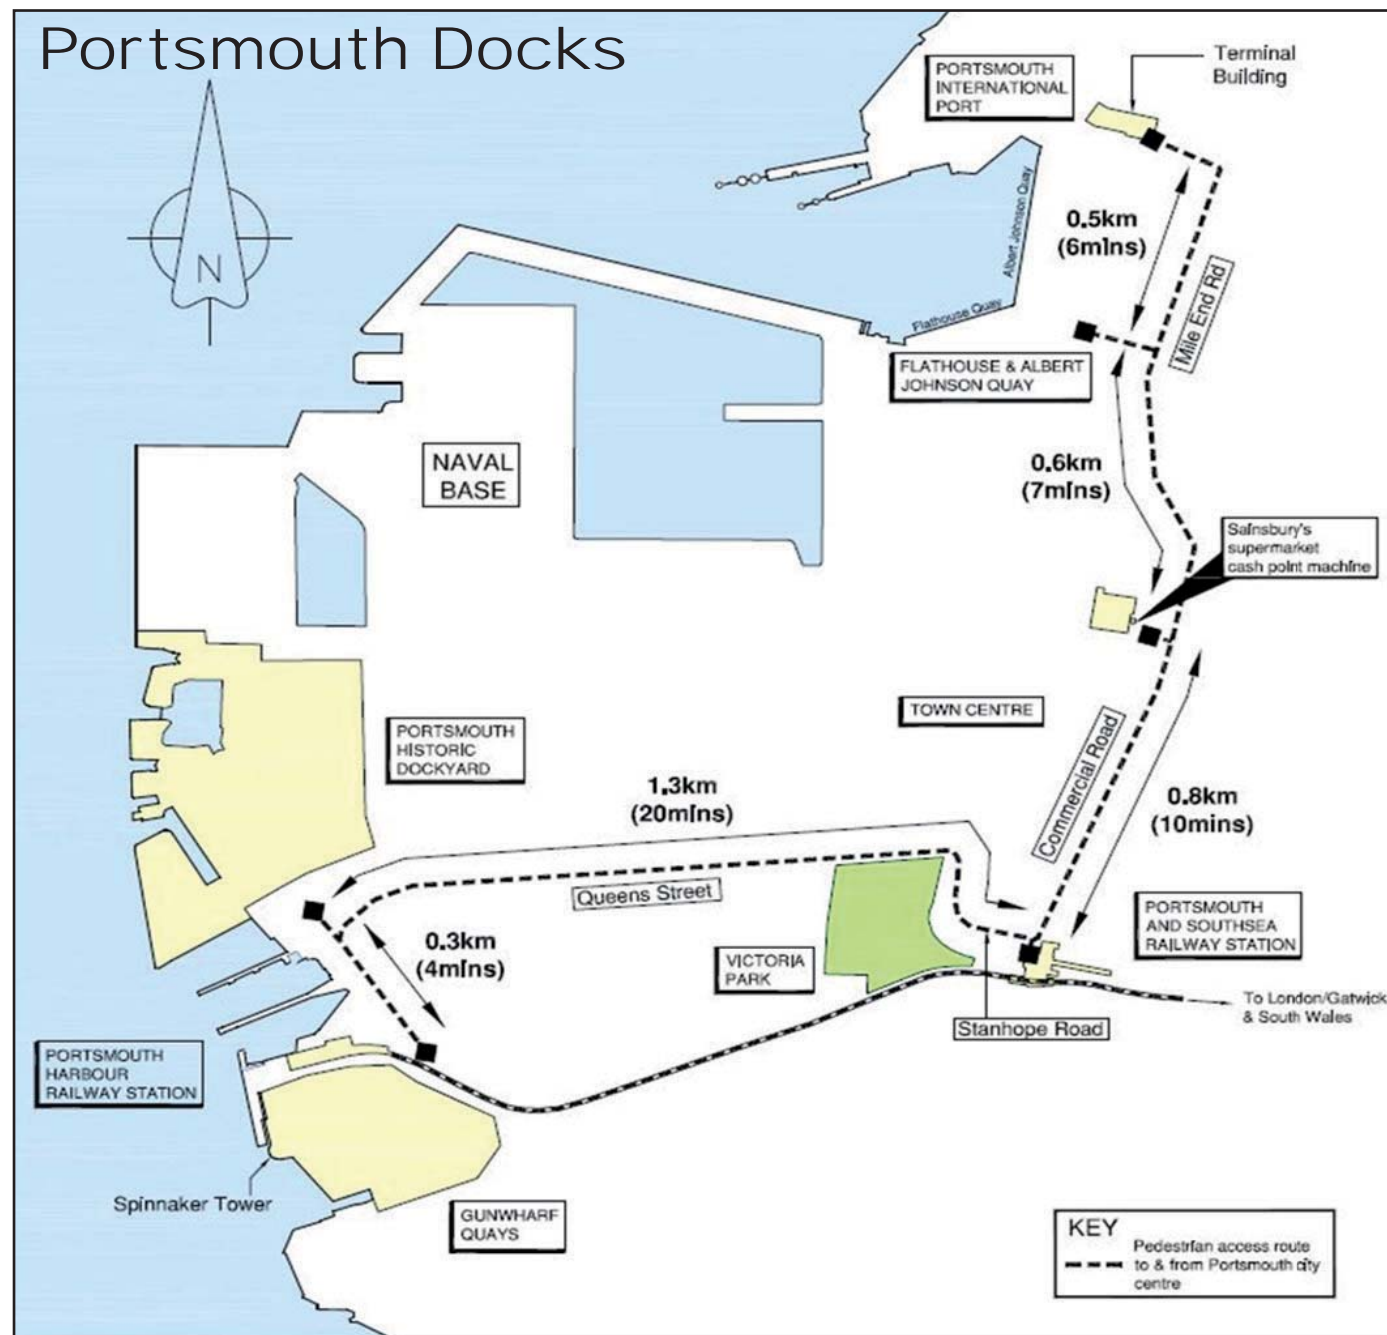 Portsmouth Docks
N
PORTSMOUTH
INTERNATIONAL
PORT
Terminal
Building
0.5km
(6mins)
Albert Johnson Quay
Flathouse Quay
Mile End Rd
FLATHOUSE & ALBERT
JOHNSON QUAY
NAVAL
BASE
0.6km
(7mins)
Sainsbury's
supermarket
cash point machine
TOWN CENTRE
PORTSMOUTH
HISTORIC
DOCKYARD
Commercial Road
1.3km
(20mins)
0.8km
(10mins)
Queens Street
PORTSMOUTH
AND SOUTHSEA
RAILWAY STATION
0.3km
(4mins)
VICTORIA
PARK
To London/Gatwick
& South Wales
Stanhope Road
PORTSMOUTH
HARBOUR
RAILWAY STATION
Spinnaker Tower
GUNWHARF
QUAYS
KEY
Pedestrian access route
to & from Portsmouth city
centre